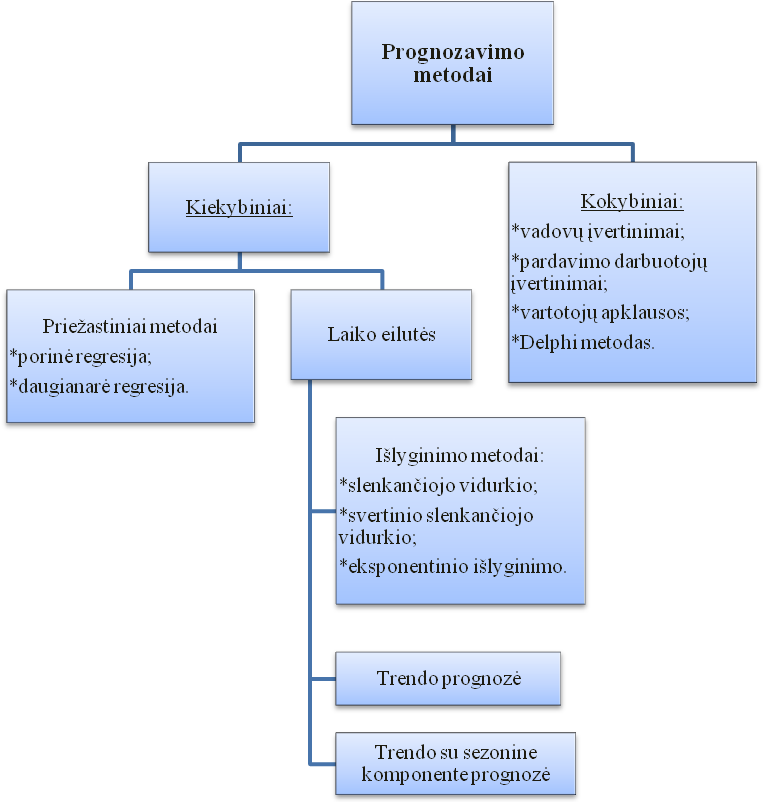 Prognozavimo
metodai
Kiekybiniai:
Kokybiniai:
*vadovų įvertinimai;
*pardavimo darbuotojų
įvertinimai;
*vartotojų apklausos;
*Delphi metodas.
Priežastiniai metodai
*porinė regresija;
*daugianarė regresija.
Laiko eilutės
Išlyginimo metodai:
*slenkančiojo vidurkio;
*svertinio slenkančiojo
vidurkio;
*eksponentinio išlyginimo.
Trendo prognozė
Trendo su sezonine
komponente prognozė